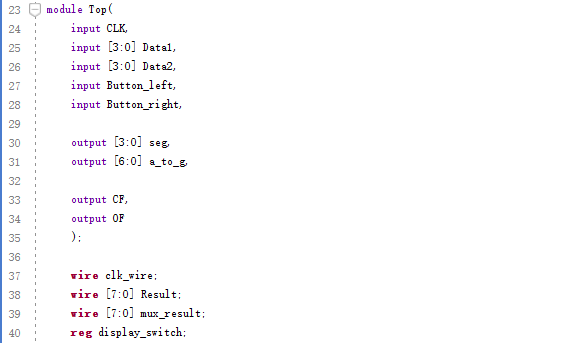 23 module Top(
24 input CLK,
25 input [3:0] Data1,
26 input [3:0] Data2,
27 input Button_left,
28 input Button_right,
29
30 output [3:0] seg,
31 output [6:0] a_to_g,
32
33 output CF,
34 output OF
35 );
36
37 wire clk_wire;
38 wire [7:0] Result;
39 wire [7:0] mux_result;
40 reg display_switch;